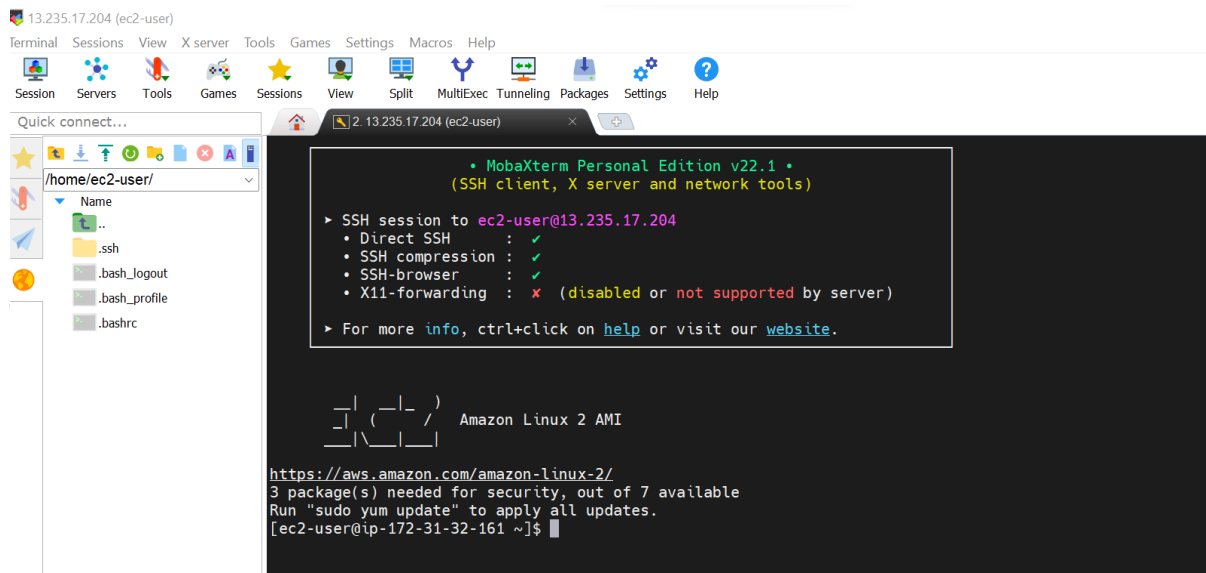 13.235.17.204 (ec2-user)
Terminal Sessions View X server Tools Games Settings Macros Help
Session Servers Tools Games Sessions View Split MultiExec Tunneling Packages Settings Help
Quick connect...
2. 13.235.17.204 (ec2-user)
/home/ec2-user/
Name
..
.ssh
.bash_logout
.bash_profile
.bashrc
• MobaXterm Personal Edition v22.1 •
(SSH client, X server and network tools)
➤ SSH session to ec2-user@13.235.17.204
• Direct SSH : ✔
• SSH compression : ✔
• SSH-browser : ✔
• X11-forwarding : ✘ (disabled or not supported by server)
➤ For more info, ctrl+click on help or visit our website.
__| __|_ )
_| ( / Amazon Linux 2 AMI
___|\___|___|
https://aws.amazon.com/amazon-linux-2/
3 package(s) needed for security, out of 7 available
Run "sudo yum update" to apply all updates.
[ec2-user@ip-172-31-32-161 ~]$